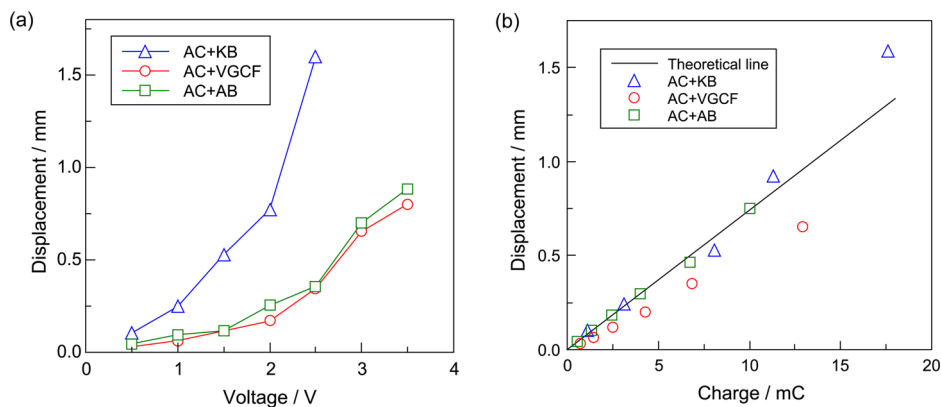 (a)
AC+KB
AC+VGCF
AC+AB
1.5
1.0
0.5
0.0
0
1
2
3
4
Displacement / mm
Voltage / V
(b)
Theoretical line
AC+KB
AC+VGCF
AC+AB
1.5
1.0
0.5
0.0
0
5
10
15
20
Displacement / mm
Charge / mC